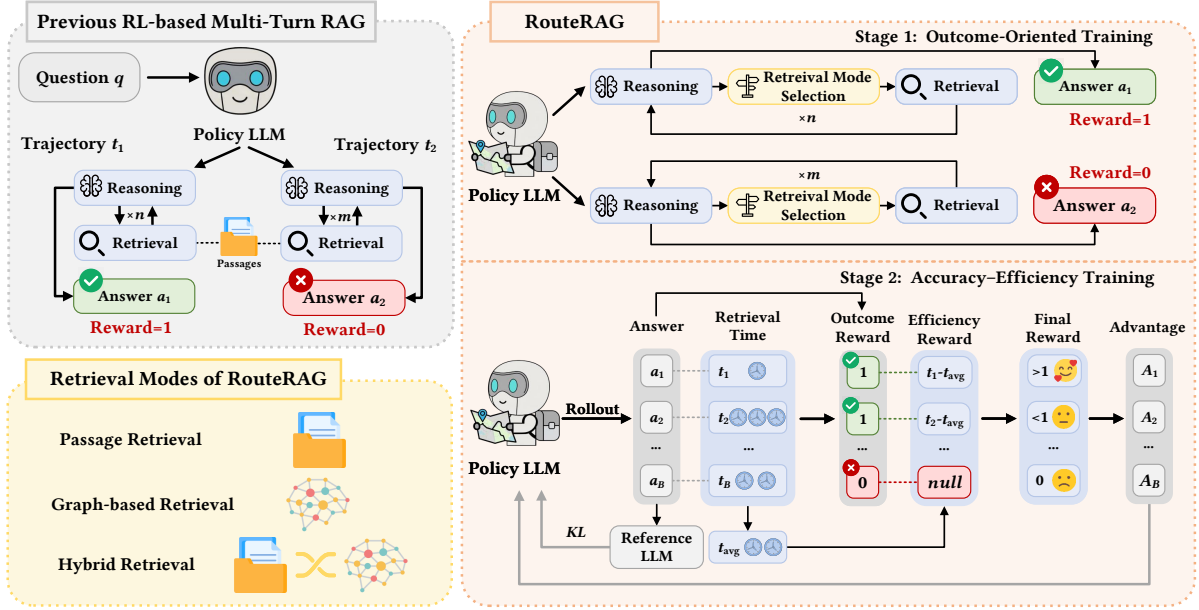 Previous RL-based Multi-Turn RAG
Question q
Policy LLM
Trajectory t1
Trajectory t2
Reasoning
Reasoning
×n
×m
Retrieval
Retrieval
Passages
Answer a1
Answer a2
Reward=1
Reward=0
Retrieval Modes of RouteRAG
Passage Retrieval
Graph-based Retrieval
Hybrid Retrieval
RouteRAG
Stage 1: Outcome-Oriented Training
Policy LLM
Reasoning
Retreival Mode
Selection
Retrieval
Answer a1
×n
Reward=1
×m
Reward=0
Reasoning
Retreival Mode
Selection
Retrieval
Answer a2
Stage 2: Accuracy–Efficiency Training
Answer
Retrieval
Time
Outcome
Reward
Efficiency
Reward
Final
Reward
Advantage
Policy LLM
Rollout
a1
t1
1
t1-tavg
>1
A1
a2
t2
1
t2-tavg
<1
A2
...
...
...
...
...
...
aB
tB
0
null
0
AB
KL
Reference
LLM
tavg